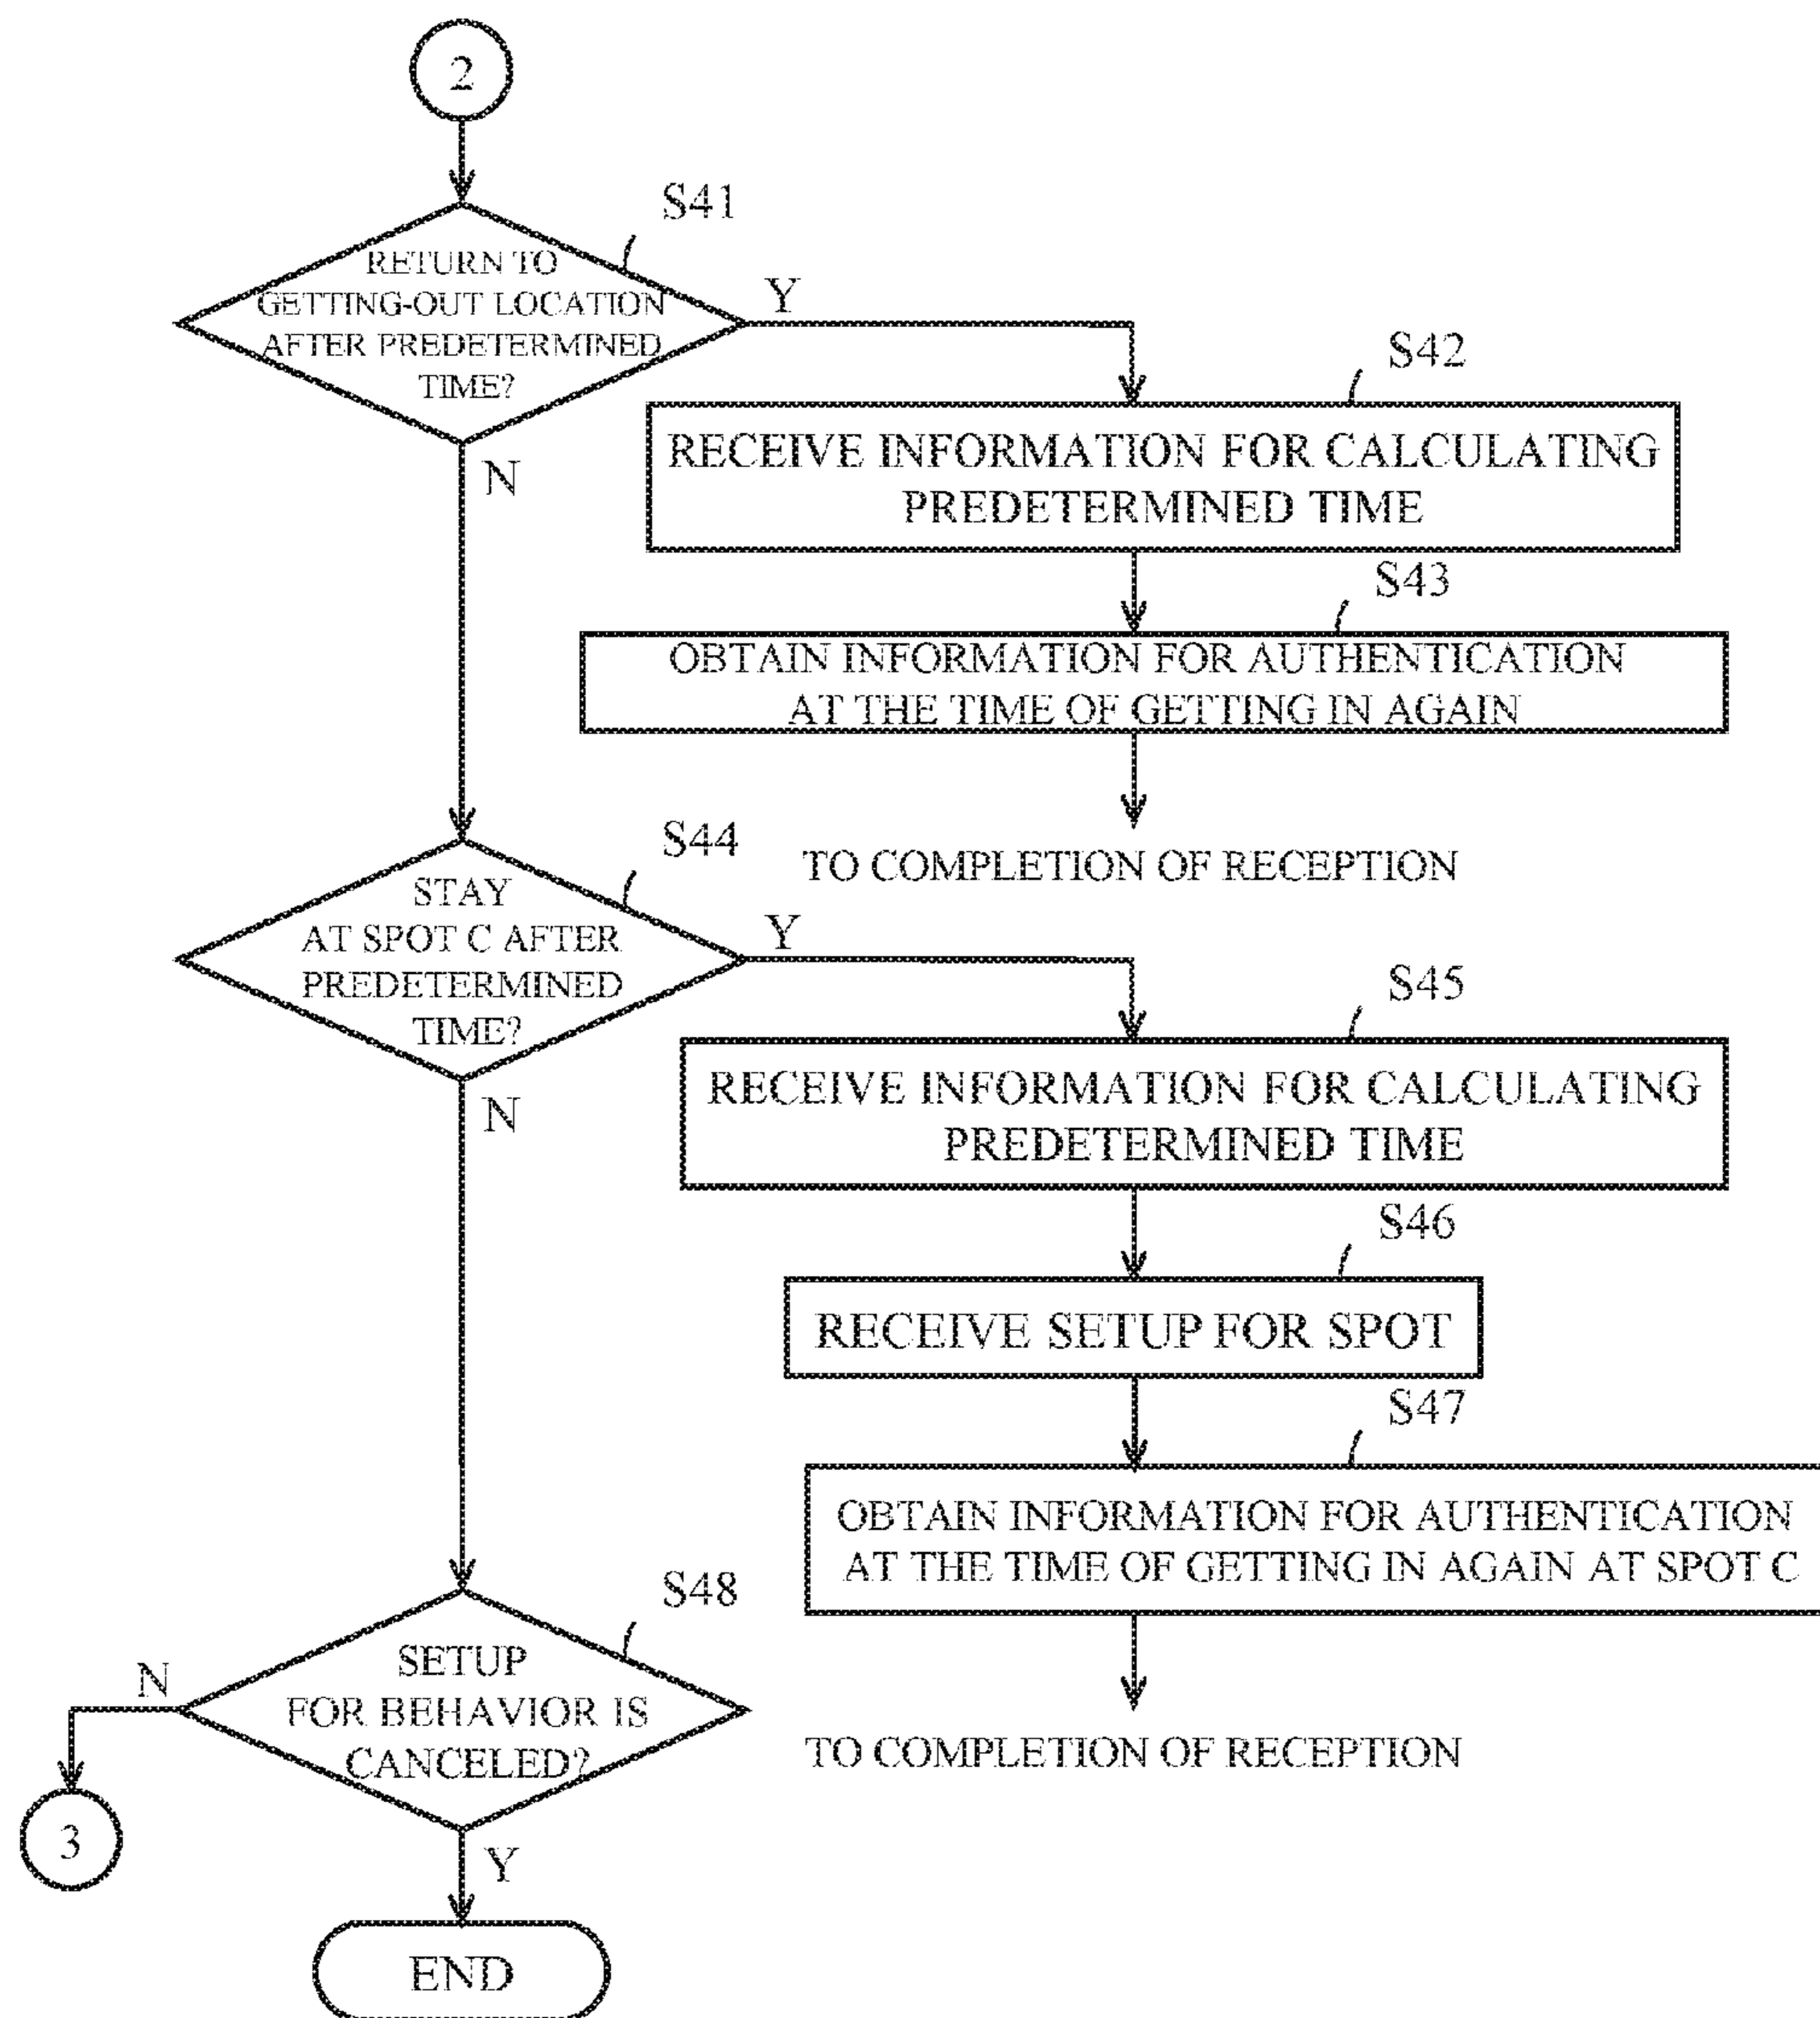 2
S41
RETURN TO
GETTING-OUT LOCATION
AFTER PREDETERMINED
TIME?
Y
N
S42
RECEIVE INFORMATION FOR CALCULATING
PREDETERMINED TIME
S43
OBTAIN INFORMATION FOR AUTHENTICATION
AT THE TIME OF GETTING IN AGAIN
TO COMPLETION OF RECEPTION
S44
STAY
AT SPOT C AFTER
PREDETERMINED
TIME?
Y
N
S45
RECEIVE INFORMATION FOR CALCULATING
PREDETERMINED TIME
S46
RECEIVE SETUP FOR SPOT
S47
OBTAIN INFORMATION FOR AUTHENTICATION
AT THE TIME OF GETTING IN AGAIN AT SPOT C
TO COMPLETION OF RECEPTION
S48
SETUP
FOR BEHAVIOR IS
CANCELED?
N
3
Y
END